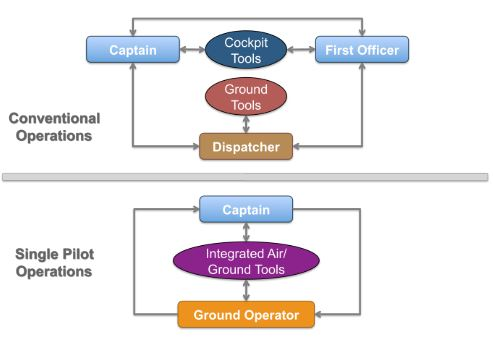 Captain
Cockpit
Tools
First Officer
Ground
Tools
Conventional
Operations
Dispatcher
Captain
Single Pilot
Operations
Integrated Air/
Ground Tools
Ground Operator